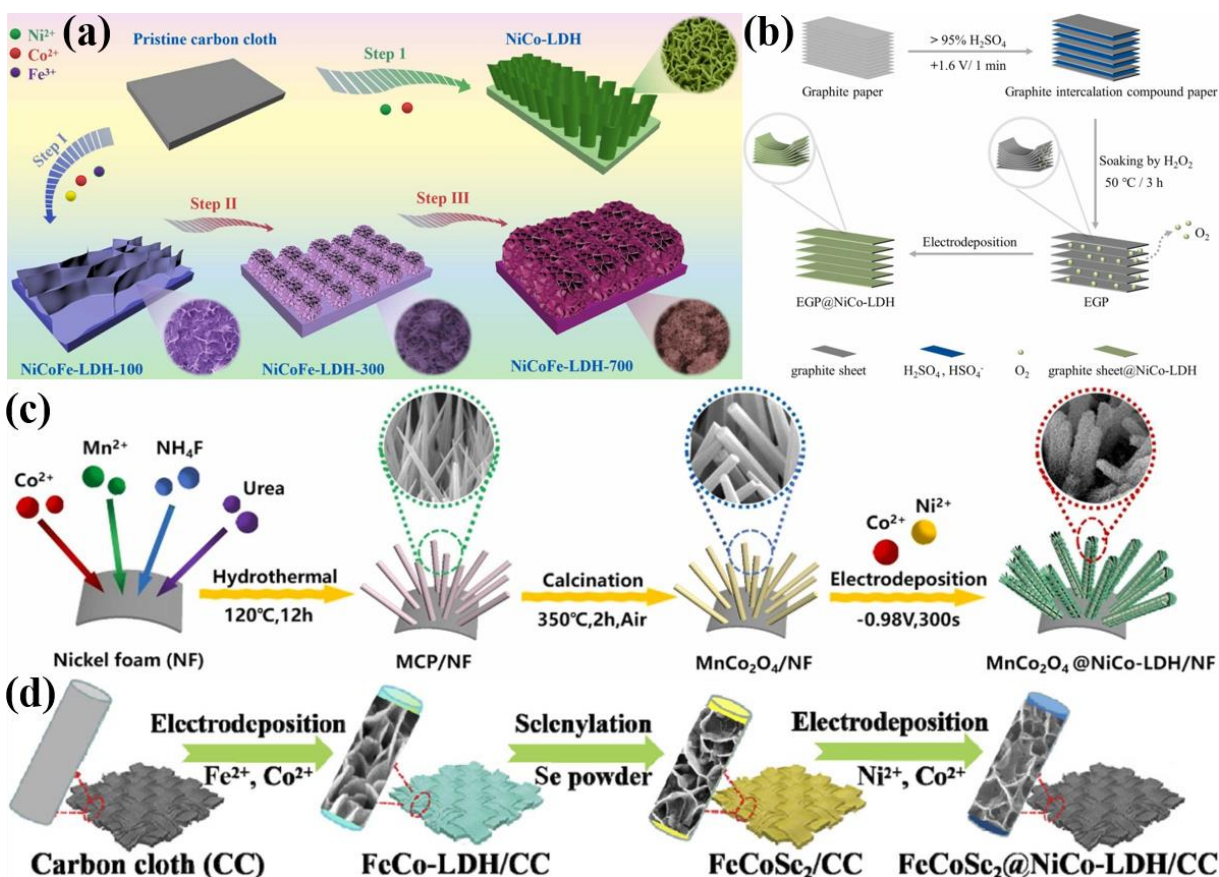 (a)
Ni²⁺
Co²⁺
Fe³⁺
Pristine carbon cloth
Step 1
NiCo-LDH
Step I
Step II
Step III
NiCoFe-LDH-100
NiCoFe-LDH-300
NiCoFe-LDH-700
(b)
Graphite paper
> 95% H₂SO₄
+1.6 V/ 1 min
Graphite intercalation compound paper
Soaking by H₂O₂
50 °C / 3 h
O₂
Electrodeposition
EGP@NiCo-LDH
EGP
graphite sheet
H₂SO₄ , HSO₄⁻
O₂
graphite sheet@NiCo-LDH
(c)
Co²⁺
Mn²⁺
NH₄F
Urea
Hydrothermal
120℃,12h
Nickel foam (NF)
MCP/NF
Calcination
350℃,2h,Air
MnCo₂O₄/NF
Co²⁺
Ni²⁺
Electrodeposition
-0.98V,300s
MnCo₂O₄@NiCo-LDH/NF
(d)
Electrodeposition
Fe²⁺, Co²⁺
Selenylation
Se powder
Electrodeposition
Ni²⁺, Co²⁺
Carbon cloth (CC)
FeCo-LDH/CC
FeCoSe₂/CC
FeCoSe₂@NiCo-LDH/CC